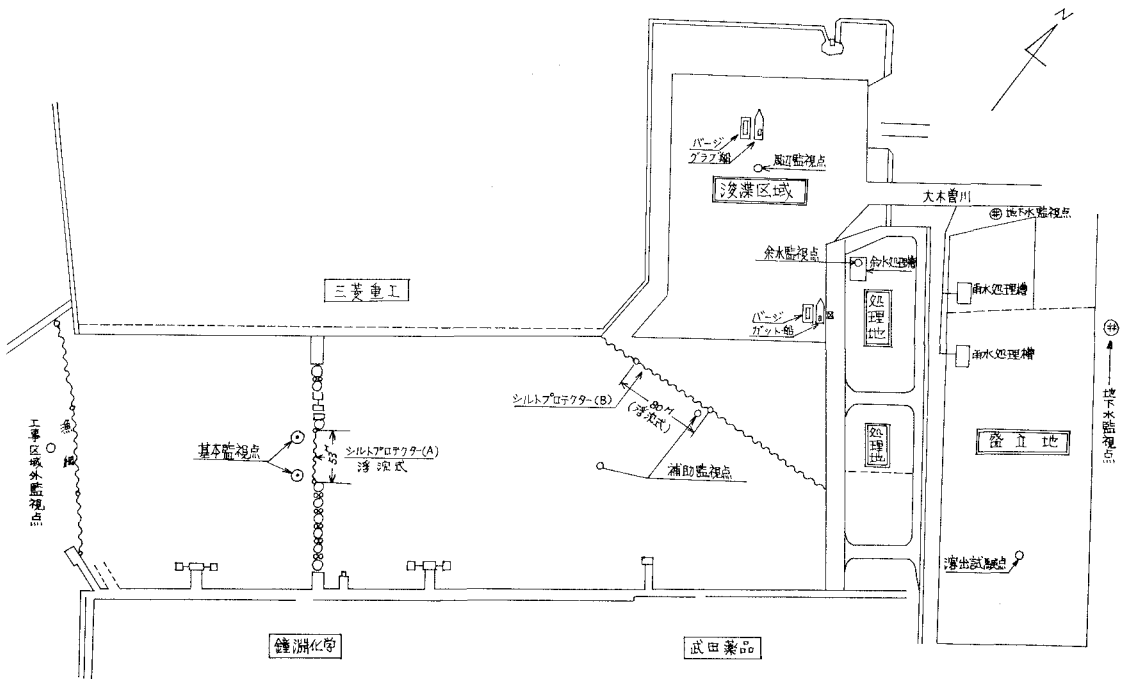 N
バージ
グラブ船
周辺監視点
浚渫区域
大木曽川
㊌地下水監視点
余水監視点
余水処理槽
雨水処理槽
三菱重工
処理地
バージ
ガット船
雨水処理槽
地下水監視点
シルトプロテクター(B)
80M
(浮沈式)
工事区域外監視点
基本監視点
シルトプロテクター(A)
浮沈式
補助監視点
処理地
盛立地
溶出試験点
鐘淵化学
武田薬品